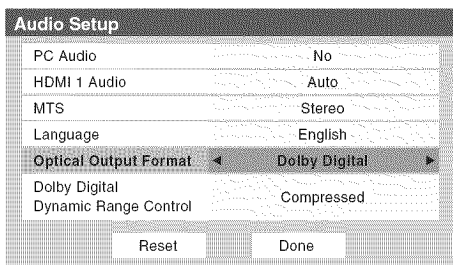 Audio Setup
PC Audio No
HDMI 1 Audio Auto
MTS Stereo
Language English
Optical Output Format Dolby Digital
Dolby Digital
Dynamic Range Control Compressed
Reset Done